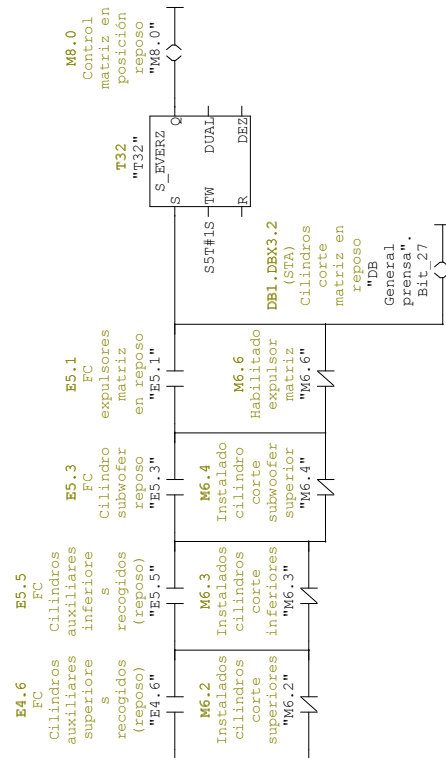 E4.6
FC
Cilindros
auxiliares
superiore
s
recogidos
(reposo)
"E4.6"
E5.5
FC
Cilindros
auxiliares
inferiore
s
recogidos
(reposo)
"E5.5"
E5.3
FC
Cilindro
subwofer
reposo
"E5.3"
E5.1
FC
expulsores
matriz
en reposo
"E5.1"
T32
"T32"
S_EVERZ
S
Q
S5T#1S
TW
DUAL
R
DEZ
M8.0
Control
matriz en
posición
reposo
"M8.0"
M6.2
Instalados
cilindros
corte
superiores
"M6.2"
M6.3
Instalados
cilindros
corte
inferiores
"M6.3"
M6.4
Instalado
cilindro
corte
subwoofer
superior
"M6.4"
M6.6
Habilitado
expulsor
matriz
"M6.6"
DB1.DBX3.2
(STA)
Cilindros
corte
matriz en
reposo
"DB
General
prensa".
Bit_27